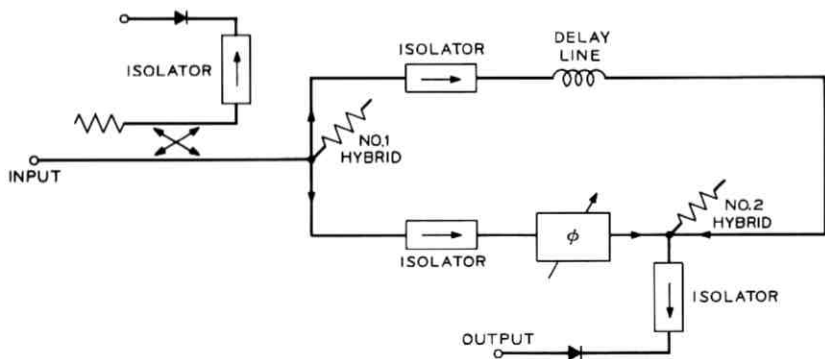 ISOLATOR
DELAY
LINE
ISOLATOR
NO.1
HYBRID
INPUT
NO.2
HYBRID
ϕ
ISOLATOR
ISOLATOR
OUTPUT